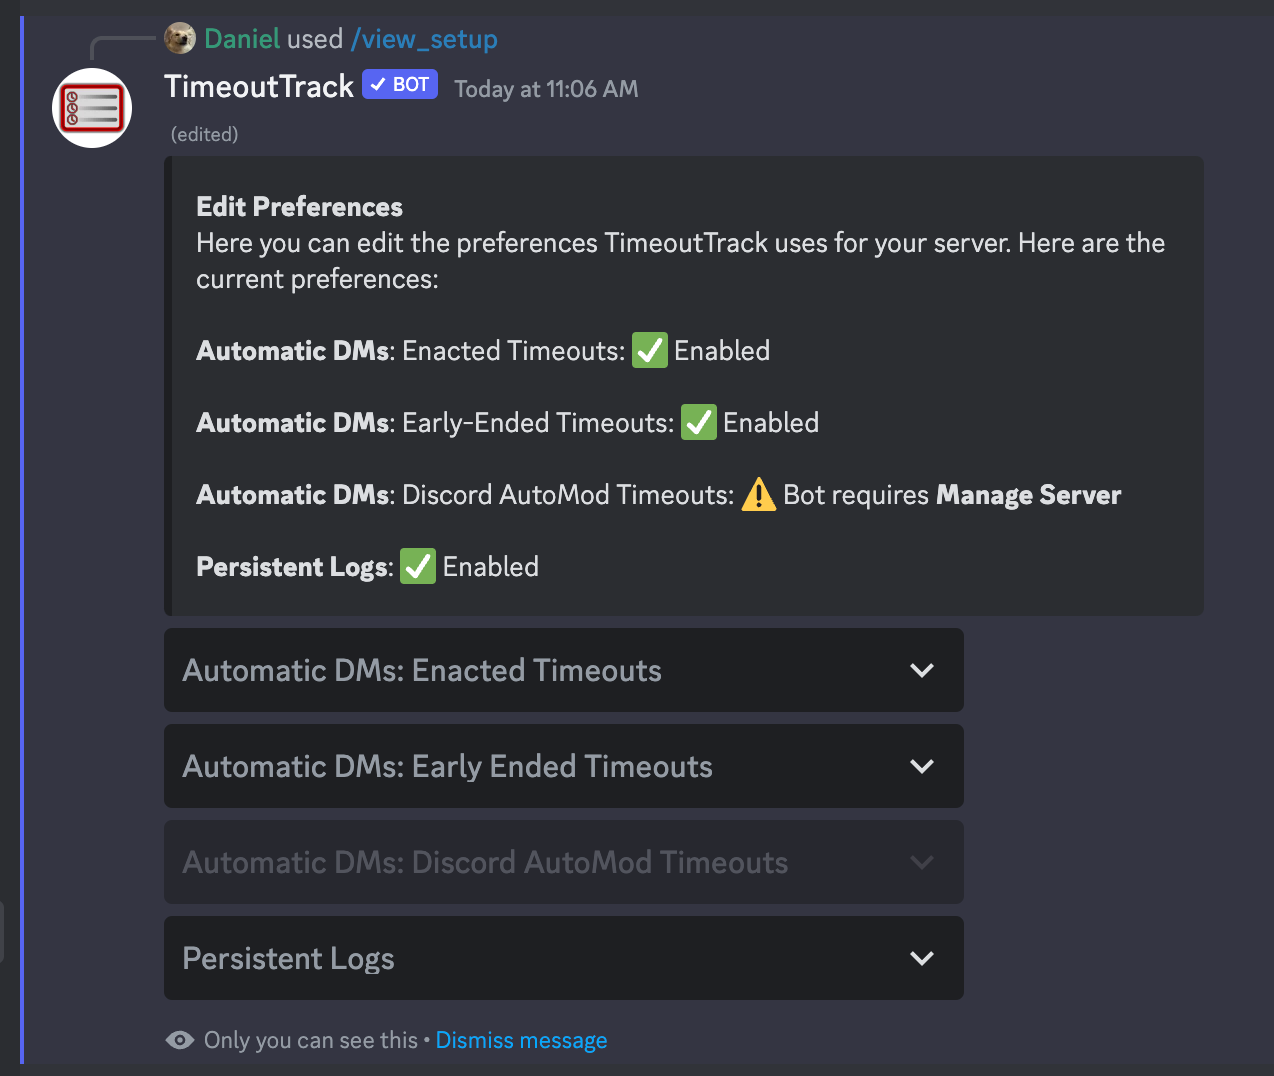 Daniel used /view_setup
TimeoutTrack ✓ BOT Today at 11:06 AM
(edited)
Edit Preferences
Here you can edit the preferences TimeoutTrack uses for your server. Here are the
current preferences:
Automatic DMs: Enacted Timeouts: ✅ Enabled
Automatic DMs: Early-Ended Timeouts: ✅ Enabled
Automatic DMs: Discord AutoMod Timeouts: ⚠️ Bot requires Manage Server
Persistent Logs: ✅ Enabled
Automatic DMs: Enacted Timeouts
Automatic DMs: Early Ended Timeouts
Automatic DMs: Discord AutoMod Timeouts
Persistent Logs
Only you can see this • Dismiss message